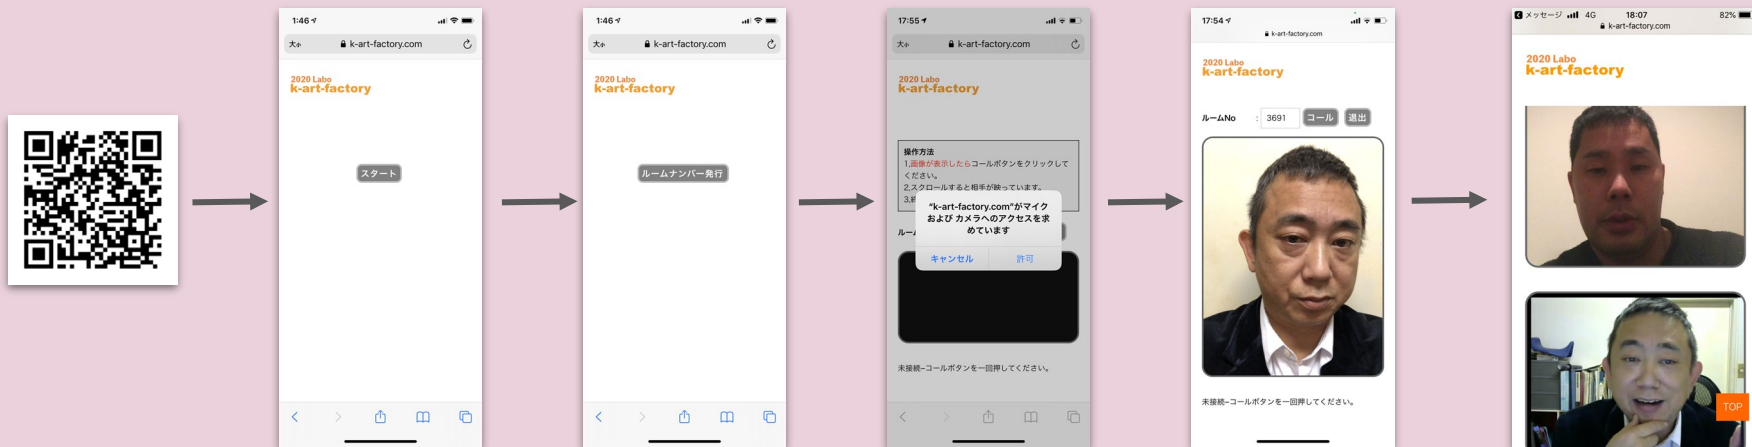 1:46
大小 k-art-factory.com
2020 Labo
k-art-factory
スタート
1:46
大小 k-art-factory.com
2020 Labo
k-art-factory
ルームナンバー発行
17:55
大小 k-art-factory.com
2020 Labo
k-art-factory
操作方法
1,画像が表示したらコールボタンをクリックして
ください。
2,スクロールすると相手が映っています。
3,
"k-art-factory.com"がマイク
および カメラへのアクセスを求
めています
キャンセル 許可
未接続−コールボタンを一回押してください。
17:54
k-art-factory.com
2020 Labo
k-art-factory
ルームNo : 3691 コール 退出
未接続−コールボタンを一回押してください。
メッセージ 4G 18:07 82%
k-art-factory.com
2020 Labo
k-art-factory
TOP